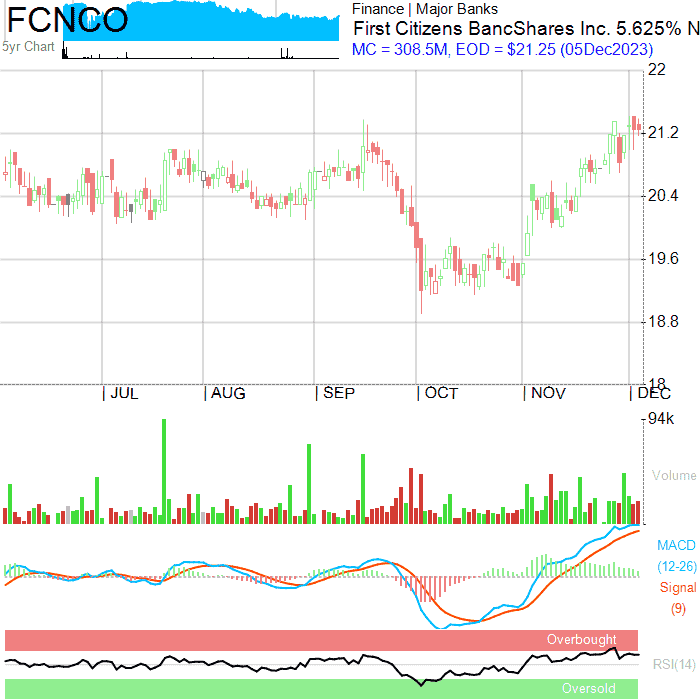 FCNCO
5yr Chart
Finance | Major Banks
First Citizens BancShares Inc. 5.625% N
MC = 308.5M, EOD = $21.25 (05Dec2023)
22
21.2
20.4
19.6
18.8
18
JUL AUG SEP OCT NOV DEC
94k
Volume
MACD
(12-26)
Signal
(9)
Overbought
RSI(14)
Oversold